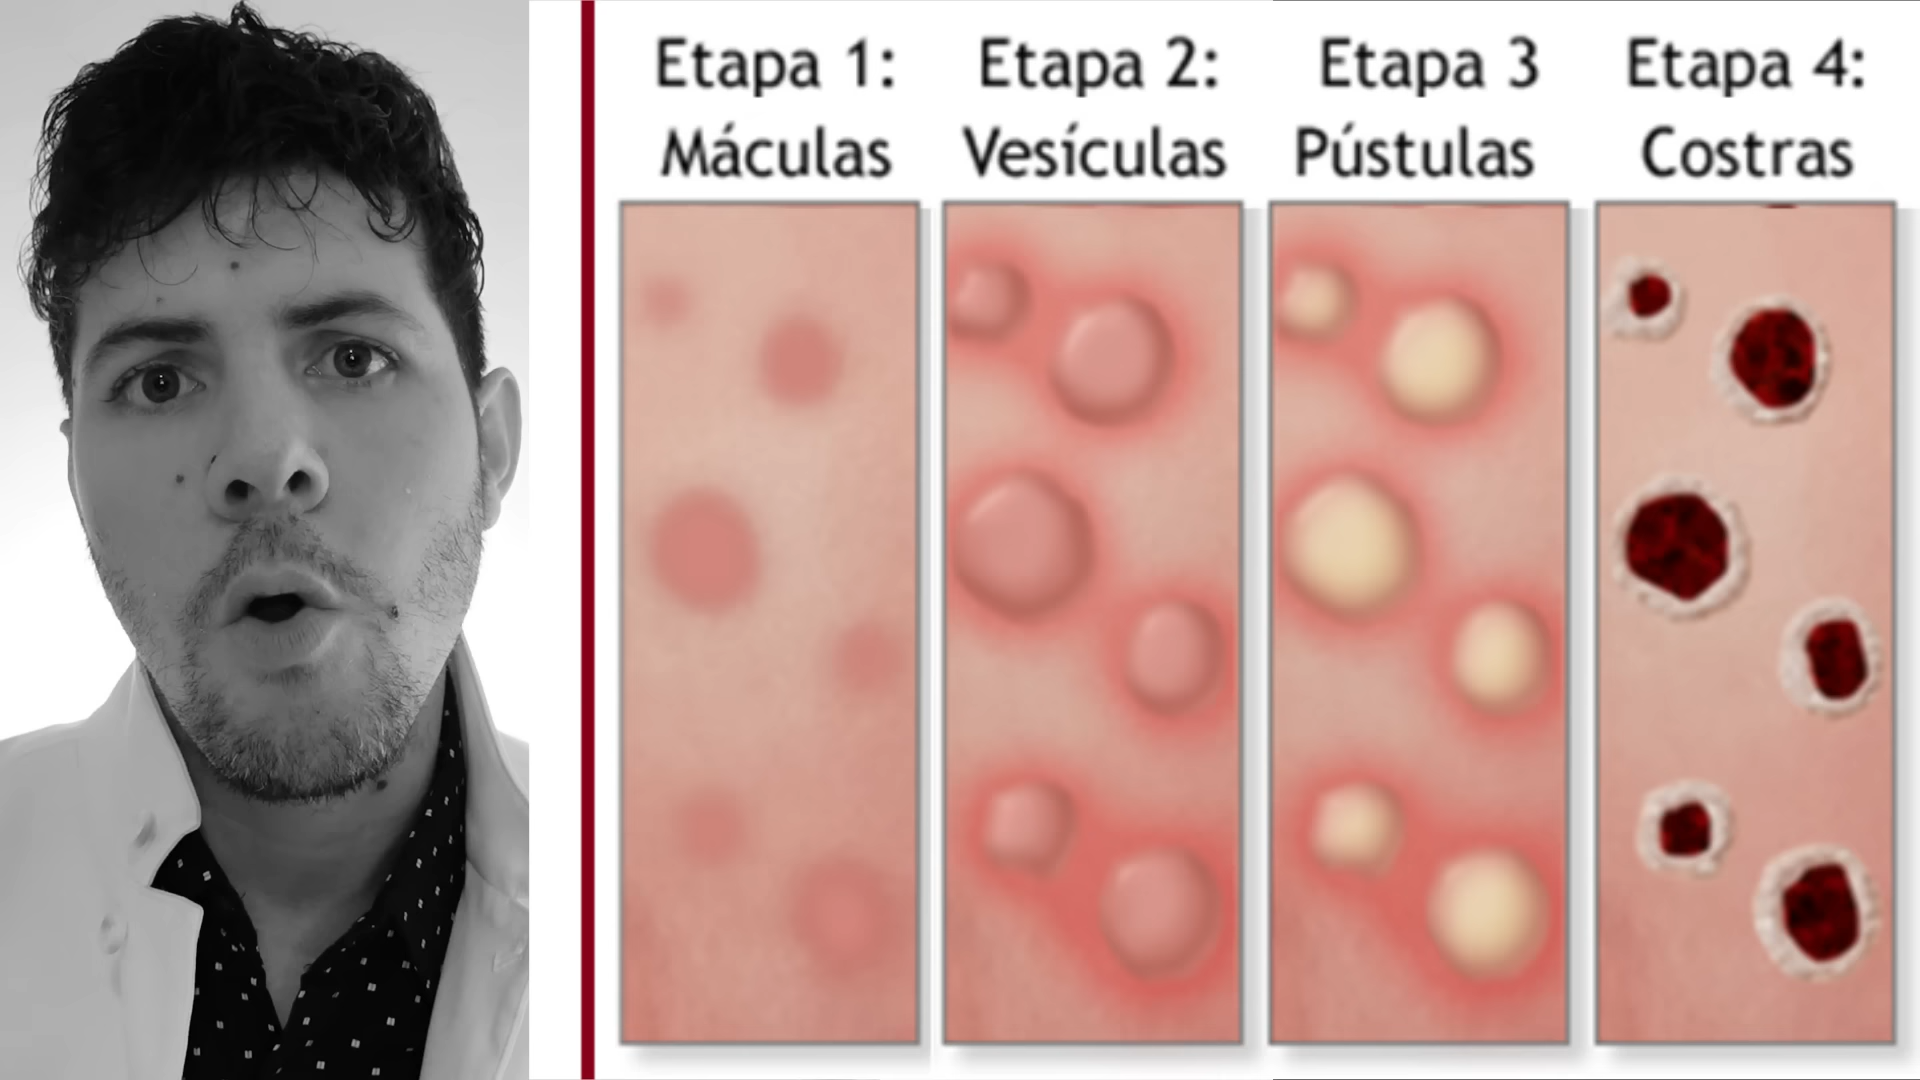 Etapa 1:
Máculas
Etapa 2:
Vesículas
Etapa 3
Pústulas
Etapa 4:
Costras